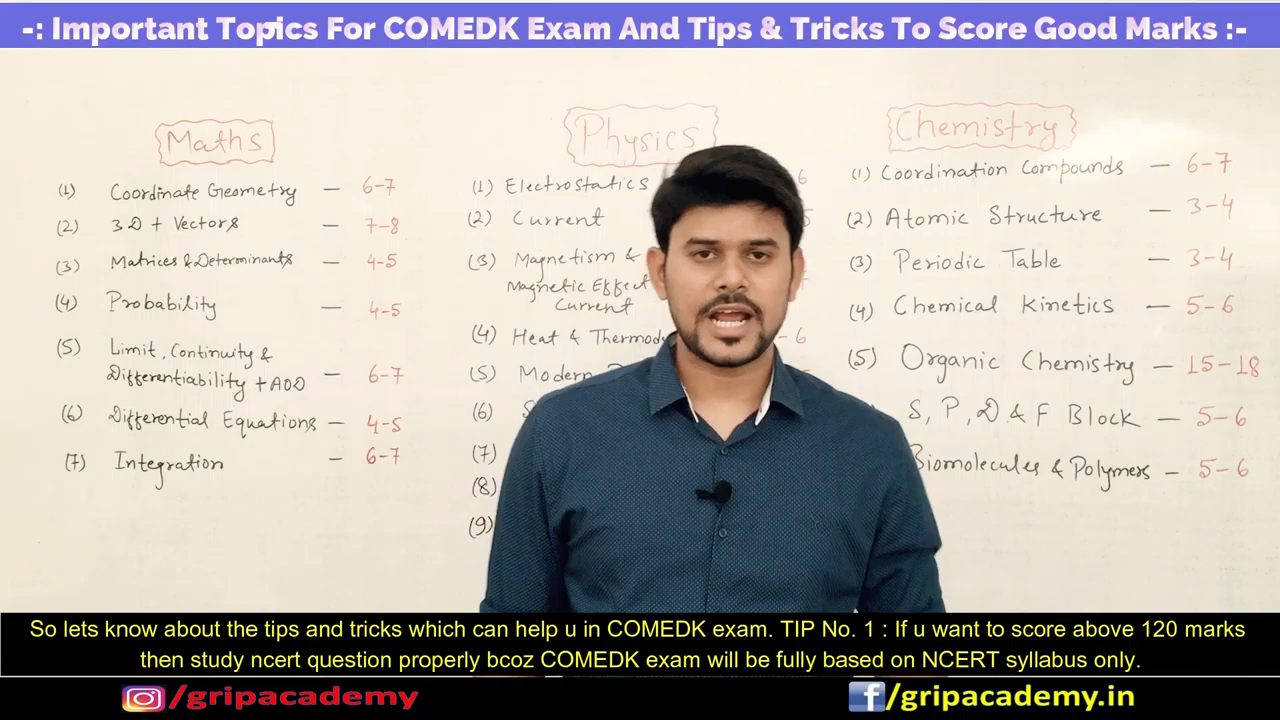 -: Important Topics For COMEDK Exam And Tips & Tricks To Score Good Marks :-
Maths
(1) Coordinate Geometry — 6-7
(2) 3D + Vectors — 7-8
(3) Matrices & Determinants — 4-5
(4) Probability — 4-5
(5) Limit, Continuity &
Differentiability + AOD — 6-7
(6) Differential Equations — 4-5
(7) Integration — 6-7
Physics
(1) Electrostatics 6
(2) Current
(3) Magnetism &
Magnetic Effect
Current
(4) Heat & — 6
(5) Modern
(6)
(7)
(8)
(9)
Chemistry
(1) Coordination Compounds — 6-7
(2) Atomic Structure — 3-4
(3) Periodic Table — 3-4
(4) Chemical Kinetics — 5-6
(5) Organic Chemistry — 15-18
S, P, D & F Block — 5-6
Biomolecules & Polymers — 5-6
So lets know about the tips and tricks which can help u in COMEDK exam. TIP No. 1 : If u want to score above 120 marks
then study ncert question properly bcoz COMEDK exam will be fully based on NCERT syllabus only.
/gripacademy
f/gripacademy.in